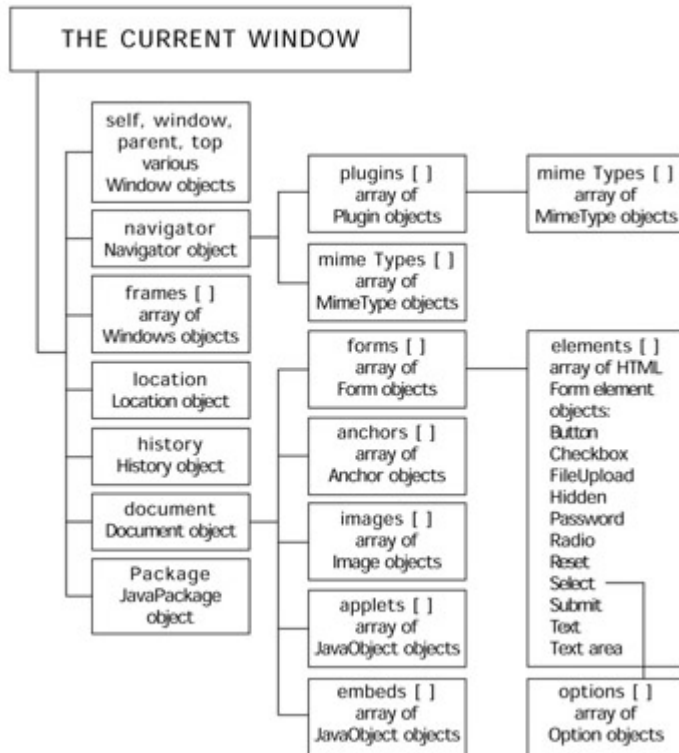 THE CURRENT WINDOW
self, window,
parent, top
various
Window objects
navigator
Navigator object
frames [ ]
array of
Windows objects
location
Location object
history
History object
document
Document object
Package
JavaPackage
object
plugins [ ]
array of
Plugin objects
mime Types [ ]
array of
MimeType objects
forms [ ]
array of
Form objects
anchors [ ]
array of
Anchor objects
images [ ]
array of
Image objects
applets [ ]
array of
JavaObject objects
embeds [ ]
array of
JavaObject objects
mime Types [ ]
array of
MimeType objects
elements [ ]
array of HTML
Form element
objects:
Button
Checkbox
FileUpload
Hidden
Password
Radio
Reset
Select
Submit
Text
Text area
options [ ]
array of
Option objects